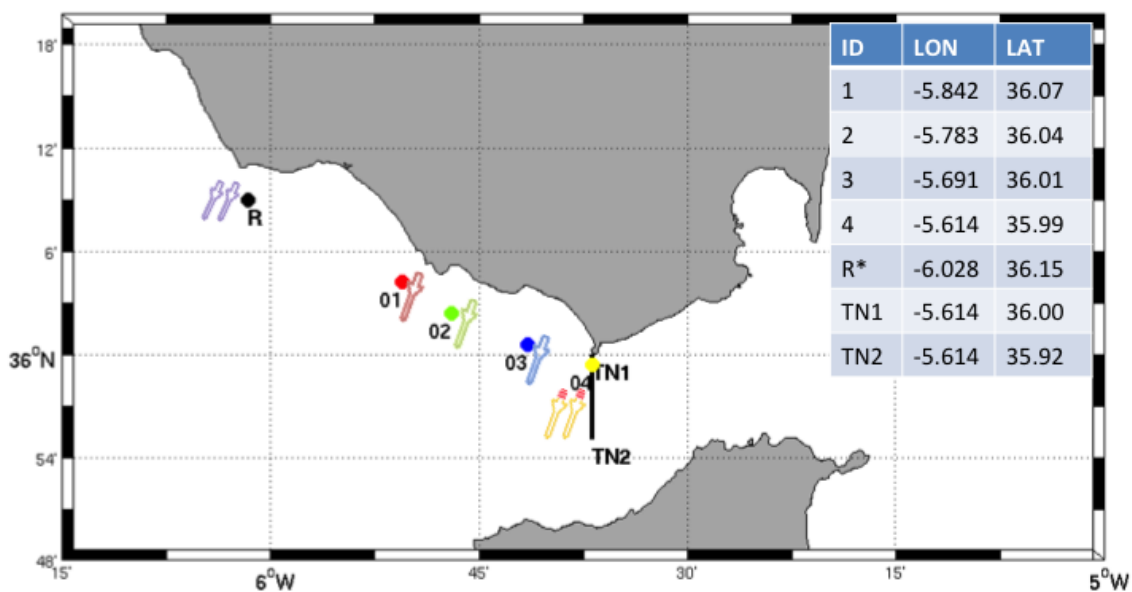 18'
12'
6'
36°N
54'
48'
15'
6°W
45'
30'
15'
5°W
R
01
02
03
04
TN1
TN2
ID LON LAT
1 -5.842 36.07
2 -5.783 36.04
3 -5.691 36.01
4 -5.614 35.99
R* -6.028 36.15
TN1 -5.614 36.00
TN2 -5.614 35.92